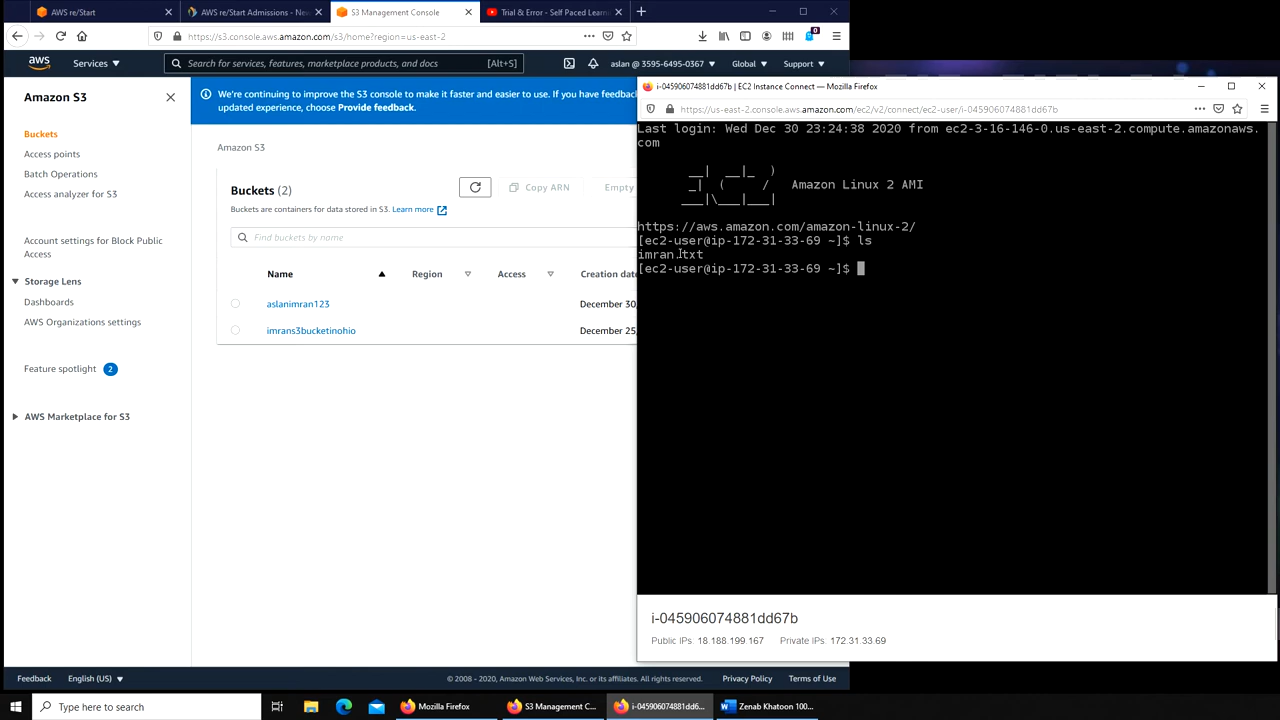 AWS re/Start
AWS re/Start Admissions - Ne
S3 Management Console
Trial & Error - Self Paced Learn
https://s3.console.aws.amazon.com/s3/home?region=us-east-2
aws
Services
Search for services, features, marketplace products, and docs
[Alt+S]
aslan @ 3595-6495-0367
Global
Support
Amazon S3
Buckets
Access points
Batch Operations
Access analyzer for S3
Account settings for Block Public
Access
Storage Lens
Dashboards
AWS Organizations settings
Feature spotlight
2
AWS Marketplace for S3
We're continuing to improve the S3 console to make it faster and easier to use. If you have feedback
updated experience, choose Provide feedback.
Amazon S3
Buckets (2)
Copy ARN
Empty
Buckets are containers for data stored in S3. Learn more
Find buckets by name
Name
Region
Access
Creation date
aslanimran123
December 30,
imrans3bucketinohio
December 25,
i-045906074881dd67b | EC2 Instance Connect — Mozilla Firefox
https://us-east-2.console.aws.amazon.com/ec2/v2/connect/ec2-user/i-045906074881dd67b
Last login: Wed Dec 30 23:24:38 2020 from ec2-3-16-146-0.us-east-2.compute.amazonaws.
com
__| __|_ )
_| ( / Amazon Linux 2 AMI
___|\___|___|
https://aws.amazon.com/amazon-linux-2/
[ec2-user@ip-172-31-33-69 ~]$ ls
imran.txt
[ec2-user@ip-172-31-33-69 ~]$
i-045906074881dd67b
Public IPs: 18.188.199.167 Private IPs: 172.31.33.69
Feedback
English (US)
© 2008 - 2020, Amazon Web Services, Inc. or its affiliates. All rights reserved.
Privacy Policy
Terms of Use
Type here to search
Mozilla Firefox
S3 Management C...
i-045906074881dd6...
Zenab Khatoon 100...